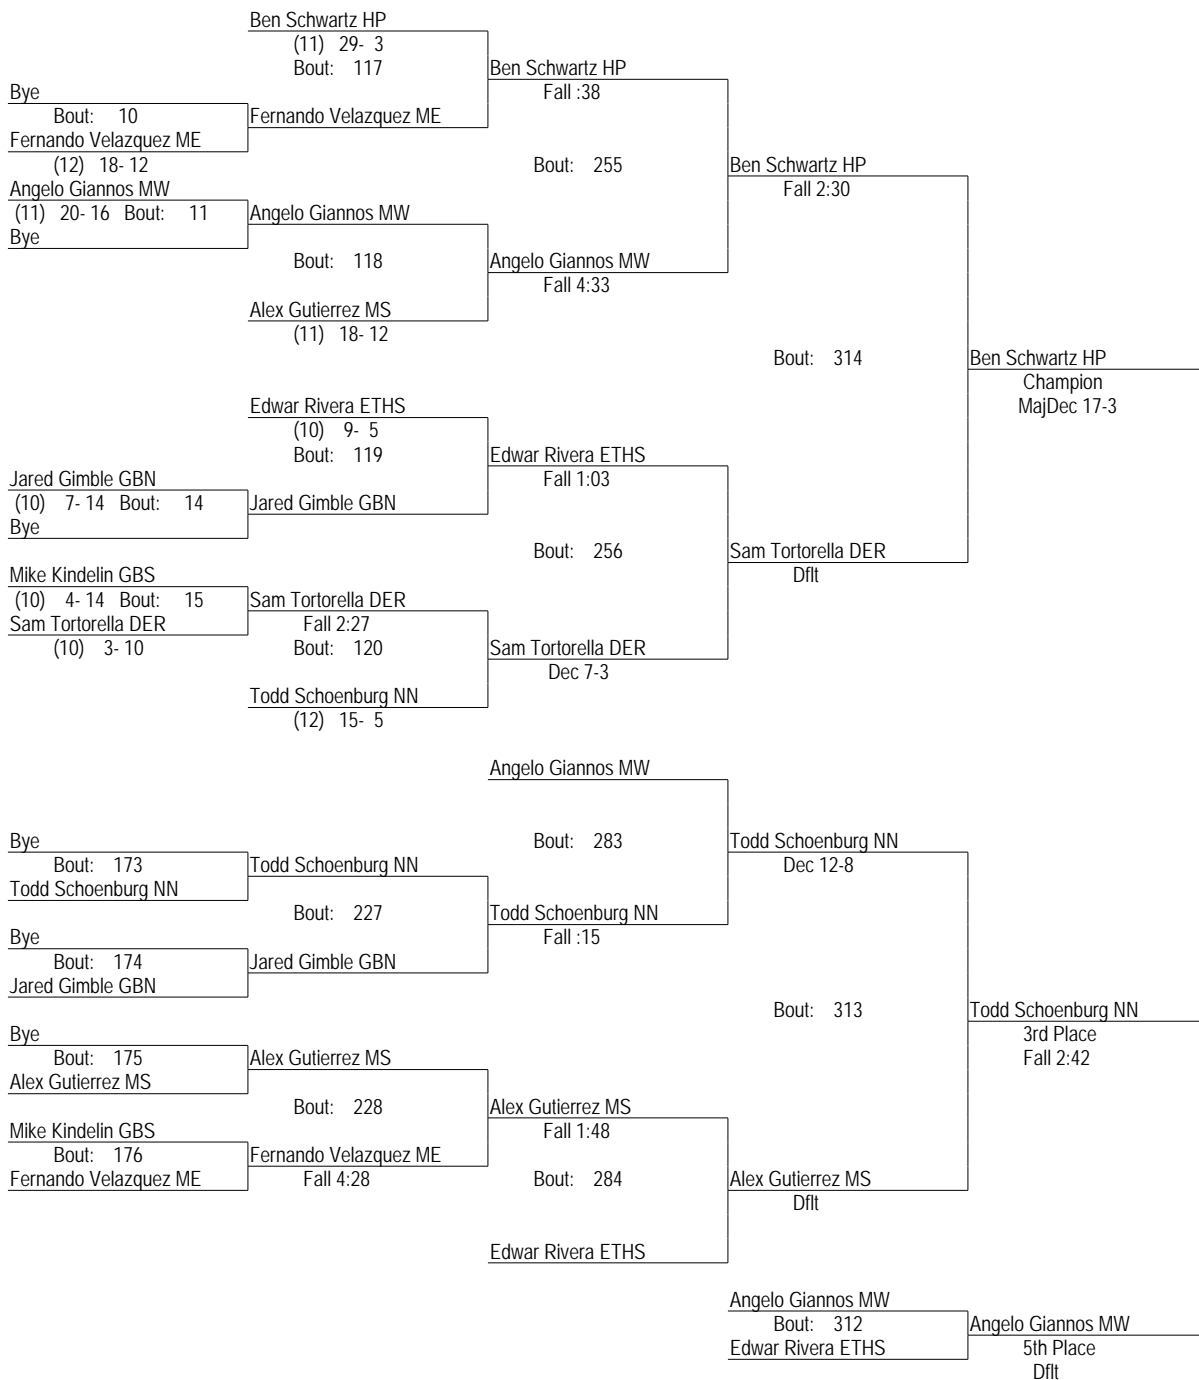 Ben Schwartz HP
(11) 29- 3
Bout: 117
Ben Schwartz HP
Fall :38
Bye
Bout: 10
Fernando Velazquez ME
Fernando Velazquez ME
(12) 18- 12
Bout: 255
Ben Schwartz HP
Fall 2:30
Angelo Giannos MW
(11) 20- 16 Bout: 11
Angelo Giannos MW
Bye
Bout: 118
Angelo Giannos MW
Fall 4:33
Alex Gutierrez MS
(11) 18- 12
Bout: 314
Ben Schwartz HP
Champion
MajDec 17-3
Edwar Rivera ETHS
(10) 9- 5
Bout: 119
Edwar Rivera ETHS
Fall 1:03
Jared Gimble GBN
(10) 7- 14 Bout: 14
Jared Gimble GBN
Bye
Bout: 256
Sam Tortorella DER
Dflt
Mike Kindelin GBS
(10) 4- 14 Bout: 15
Sam Tortorella DER
Sam Tortorella DER
Fall 2:27
(10) 3- 10
Bout: 120
Sam Tortorella DER
Dec 7-3
Todd Schoenburg NN
(12) 15- 5
Angelo Giannos MW
Bout: 283
Todd Schoenburg NN
Dec 12-8
Bye
Bout: 173
Todd Schoenburg NN
Todd Schoenburg NN
Bout: 227
Todd Schoenburg NN
Fall :15
Bye
Bout: 174
Jared Gimble GBN
Jared Gimble GBN
Bout: 313
Todd Schoenburg NN
3rd Place
Fall 2:42
Bye
Bout: 175
Alex Gutierrez MS
Alex Gutierrez MS
Bout: 228
Alex Gutierrez MS
Fall 1:48
Mike Kindelin GBS
Bout: 176
Fernando Velazquez ME
Fernando Velazquez ME
Fall 4:28
Bout: 284
Alex Gutierrez MS
Dflt
Edwar Rivera ETHS
Angelo Giannos MW
Bout: 312
Angelo Giannos MW
Edwar Rivera ETHS
5th Place
Dflt